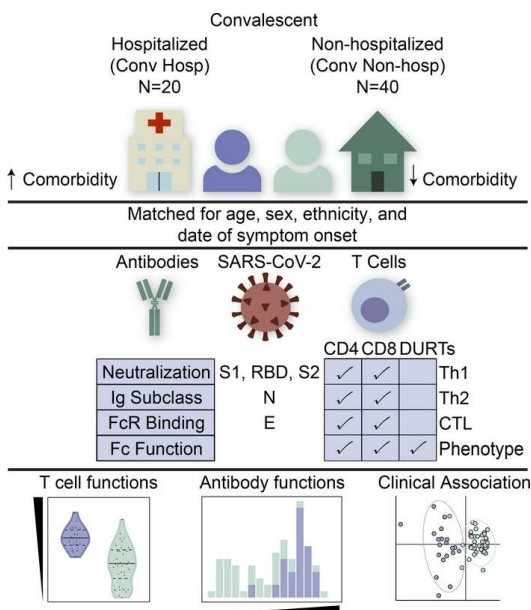 Convalescent
Hospitalized
(Conv Hosp)
N=20
Non-hospitalized
(Conv Non-hosp)
N=40
↑ Comorbidity
↓ Comorbidity
Matched for age, sex, ethnicity, and
date of symptom onset
Antibodies SARS-CoV-2 T Cells
CD4 CD8 DURTs
Neutralization S1, RBD, S2 ✓ ✓ Th1
Ig Subclass N ✓ ✓ Th2
FcR Binding E ✓ ✓ CTL
Fc Function ✓ ✓ ✓ Phenotype
T cell functions Antibody functions Clinical Association